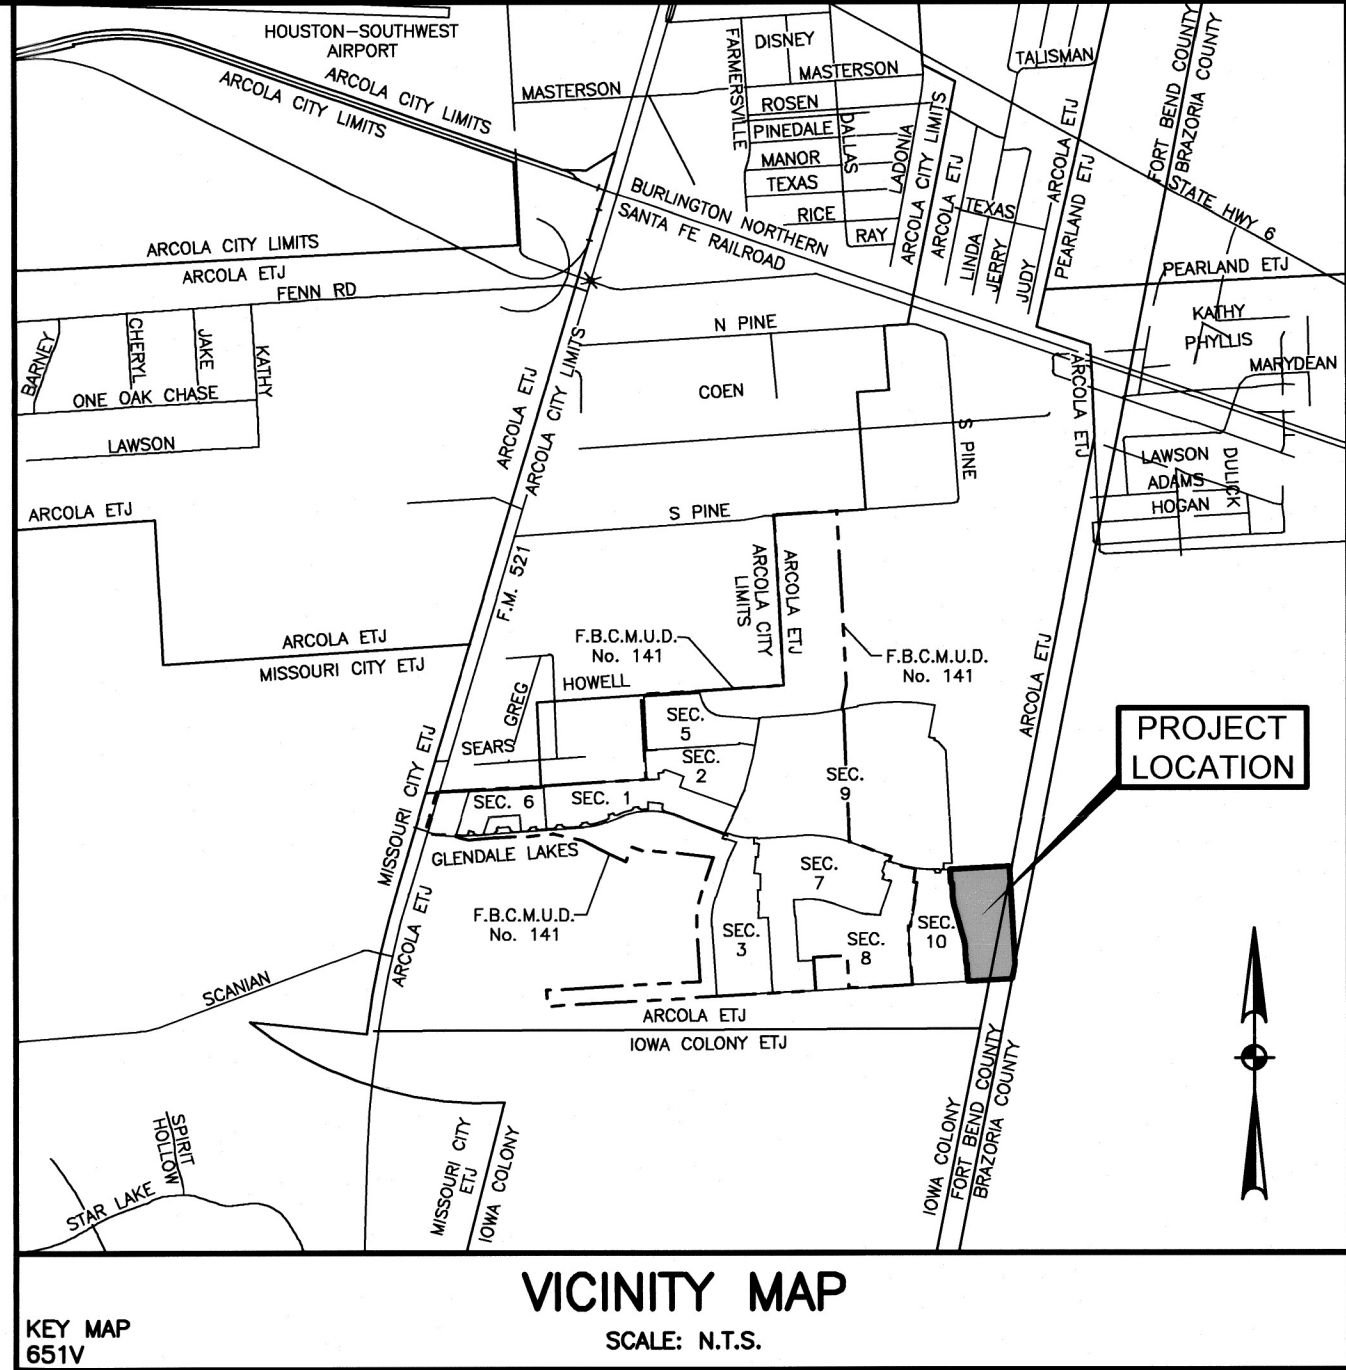 HOUSTON-SOUTHWEST
AIRPORT
ARCOLA CITY LIMITS
ARCOLA CITY LIMITS
MASTERSON
FARMERSVILLE
DISNEY
MASTERSON
ROSEN
PINEDALE
DALLAS
MANOR
TEXAS
RICE
RAY
LADONIA
ARCOLA CITY LIMITS
ARCOLA ETJ
LINDA
JERRY
JUDY
TEXAS
TALISMAN
ARCOLA ETJ
PEARLAND ETJ
FORT BEND COUNTY
BRAZORIA COUNTY
STATE HWY 6
PEARLAND ETJ
BURLINGTON NORTHERN
SANTA FE RAILROAD
ARCOLA CITY LIMITS
ARCOLA ETJ
FENN RD
BARNEY
CHERYL
JAKE
KATHY
ONE OAK CHASE
LAWSON
N PINE
COEN
S PINE
S PINE
ARCOLA ETJ
ARCOLA CITY LIMITS
KATHY
PHYLLIS
MARYDEAN
ARCOLA ETJ
LAWSON
ADAMS
HOGAN
DULICK
ARCOLA ETJ
F.M. 521
ARCOLA CITY
LIMITS
ARCOLA ETJ
ARCOLA ETJ
MISSOURI CITY ETJ
F.B.C.M.U.D.
No. 141
F.B.C.M.U.D.
No. 141
HOWELL
GREG
SEARS
ARCOLA ETJ
PROJECT
LOCATION
SEC.
5
SEC.
2
SEC.
9
SEC. 6
SEC. 1
MISSOURI CITY ETJ
ARCOLA ETJ
GLENDALE LAKES
SEC.
7
F.B.C.M.U.D.
No. 141
SEC.
3
SEC.
8
SEC.
10
SCANIAN
ARCOLA ETJ
IOWA COLONY ETJ
IOWA COLONY
FORT BEND COUNTY
BRAZORIA COUNTY
SPIRIT
HOLLOW
STAR LAKE
MISSOURI CITY
ETJ
IOWA COLONY
VICINITY MAP
SCALE: N.T.S.
KEY MAP
651V